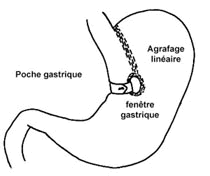 Agrafage
linéaire
Poche gastrique
fenêtre
gastrique